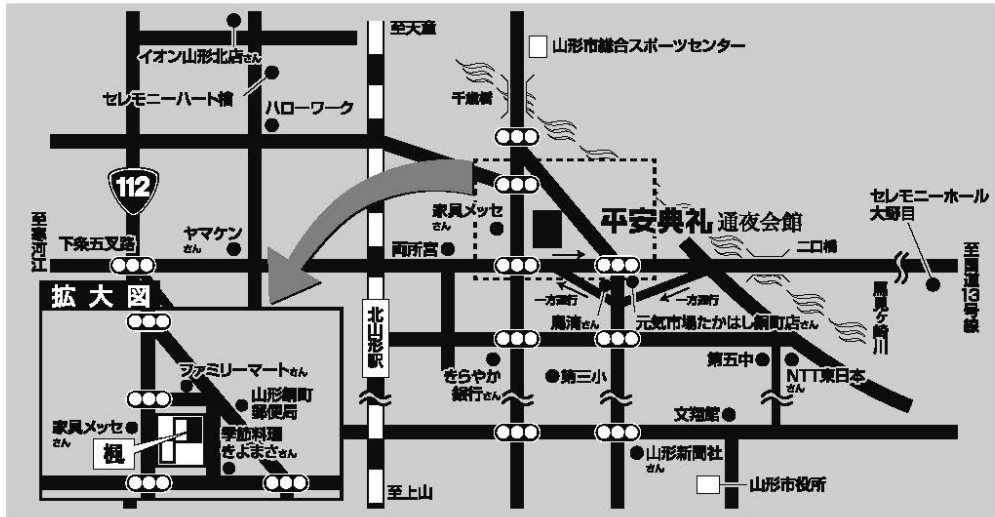 至天童
山形市総合スポーツセンター
イオン山形北店さん
セレモニーハート檜
ハローワーク
千歳橋
112
至寒河江
下条五叉路
ヤマケン
さん
両所宮
家具メッセ
さん
平安典礼 通夜会館
セレモニーホール
大野目
二口橋
至国道13号線
馬見ヶ崎川
一方通行
一方通行
元気市場たかはし銅町店さん
北山形駅
きらやか
銀行さん
第三小
第五中
NTT東日本
さん
文翔館
山形新聞社
さん
山形市役所
至上山
拡大図
ファミリーマートさん
山形銅町
郵便局
家具メッセ
さん
楓
季節料理
きよまささん